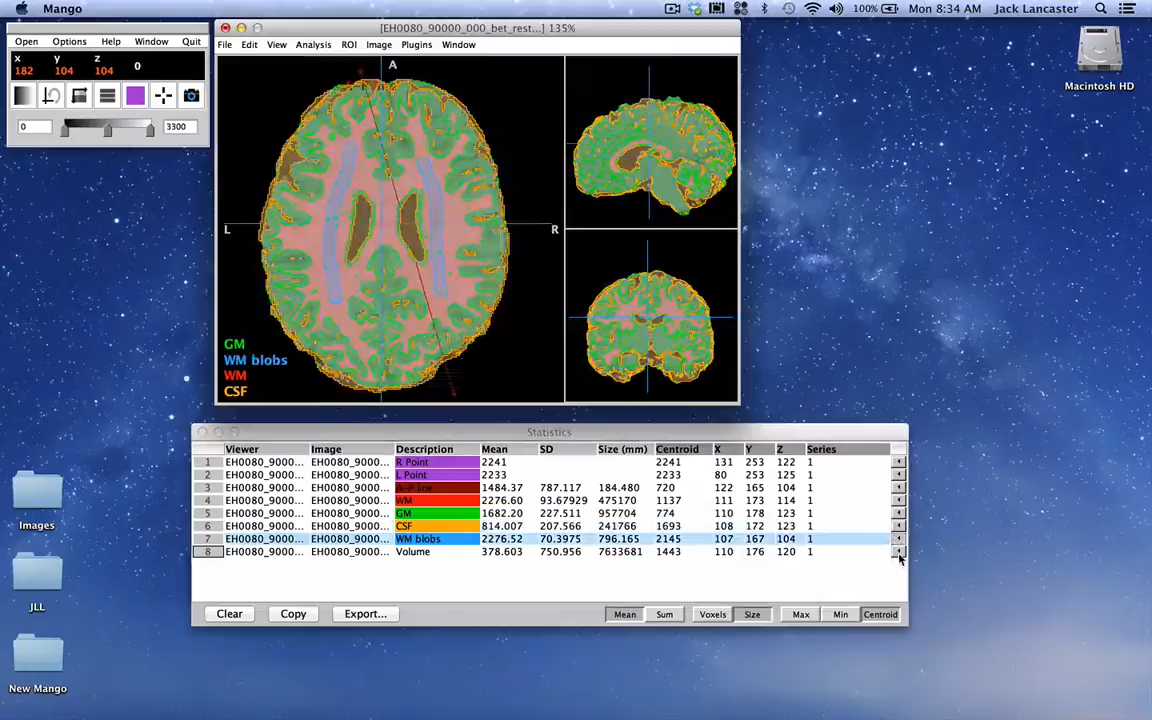 Mango
100%
Mon 8:34 AM
Jack Lancaster
Open Options Help Window Quit
x y z
182 104 104 0
0 3300
[EH0080_90000_000_bet_rest...] 135%
File Edit View Analysis ROI Image Plugins Window
A
L
R
GM
WM blobs
WM
CSF
Macintosh HD
Images
JLL
New Mango
Statistics
Viewer Image Description Mean SD Size (mm) Centroid X Y Z Series
1 EH0080_9000... EH0080_9000... R Point 2241 2241 131 253 122 1
2 EH0080_9000... EH0080_9000... L Point 2233 2233 80 253 125 1
3 EH0080_9000... EH0080_9000... A-P line 1484.37 787.117 184.480 720 122 165 104 1
4 EH0080_9000... EH0080_9000... WM 2276.60 93.67929 475170 1137 111 173 114 1
5 EH0080_9000... EH0080_9000... GM 1682.20 227.511 957704 774 110 178 123 1
6 EH0080_9000... EH0080_9000... CSF 814.007 207.566 241766 1693 108 172 123 1
7 EH0080_9000... EH0080_9000... WM blobs 2276.52 70.3975 796.165 2145 107 167 104 1
8 EH0080_9000... EH0080_9000... Volume 378.603 750.956 7633681 1443 110 176 120 1
Clear Copy Export... Mean Sum Voxels Size Max Min Centroid